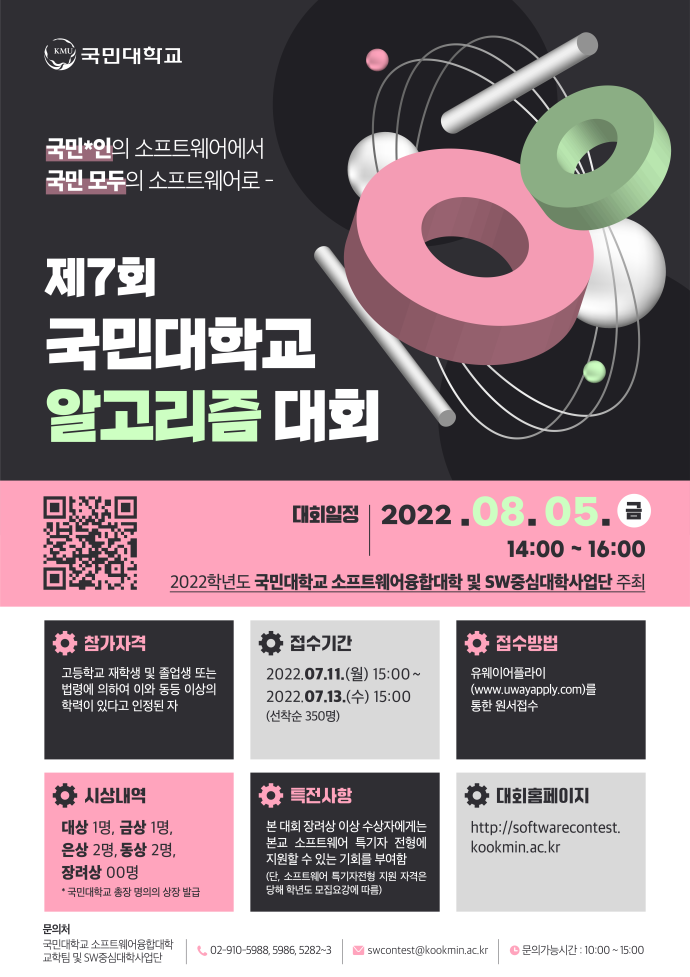 KMU 국민대학교
국민*인의 소프트웨어에서
국민 모두의 소프트웨어로 -
제7회
국민대학교
알고리즘 대회
대회일정 2022 .08. 05. 금
14:00 ~ 16:00
2022학년도 국민대학교 소프트웨어융합대학 및 SW중심대학사업단 주최
참가자격
고등학교 재학생 및 졸업생 또는
법령에 의하여 이와 동등 이상의
학력이 있다고 인정된 자
접수기간
2022.07.11.(월) 15:00 ~
2022.07.13.(수) 15:00
(선착순 350명)
접수방법
유웨이어플라이
(www.uwayapply.com)를
통한 원서접수
시상내역
대상 1명, 금상 1명,
은상 2명, 동상 2명,
장려상 00명
* 국민대학교 총장 명의의 상장 발급
특전사항
본 대회 장려상 이상 수상자에게는
본교 소프트웨어 특기자 전형에
지원할 수 있는 기회를 부여함
(단, 소프트웨어 특기자전형 지원 자격은
당해 학년도 모집요강에 따름)
대회홈페이지
http://softwarecontest.
kookmin.ac.kr
문의처
국민대학교 소프트웨어융합대학
교학팀 및 SW중심대학사업단
02-910-5988, 5986, 5282~3
swcontest@kookmin.ac.kr
문의가능시간 : 10:00 ~ 15:00